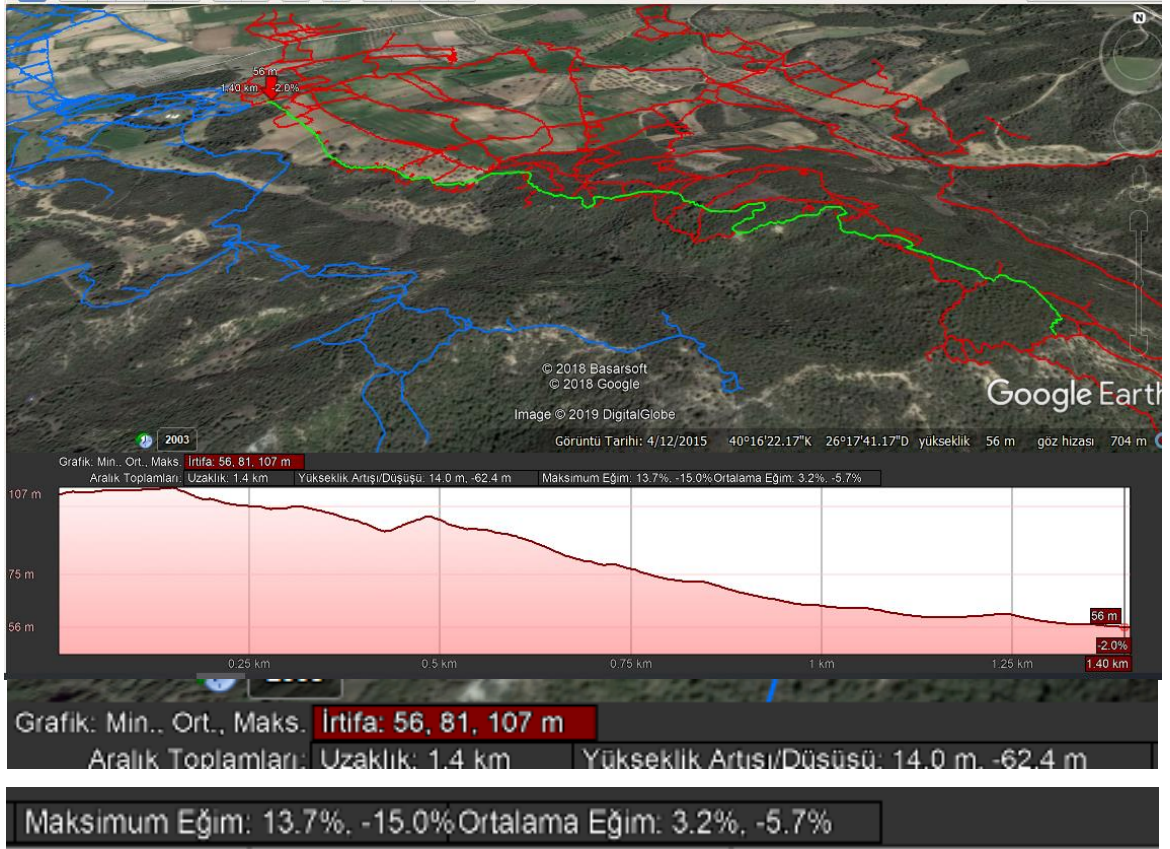 N
56 m
1.40 km -2.0%
© 2018 Basarsoft
© 2018 Google
Image © 2019 DigitalGlobe
Google Earth
2003
Görüntü Tarihi: 4/12/2015 40°16'22.17"K 26°17'41.17"D yükseklik 56 m göz hizası 704 m
Grafik: Min., Ort., Maks. İrtifa: 56, 81, 107 m
Aralık Toplamları: Uzaklık: 1.4 km Yükseklik Artışı/Düşüşü: 14.0 m, -62.4 m Maksimum Eğim: 13.7%, -15.0% Ortalama Eğim: 3.2%, -5.7%
107 m
75 m
56 m
56 m
-2.0%
0.25 km 0.5 km 0.75 km 1 km 1.25 km 1.40 km
Grafik: Min., Ort., Maks. İrtifa: 56, 81, 107 m
Aralık Toplamları: Uzaklık: 1.4 km Yükseklik Artışı/Düşüşü: 14.0 m, -62.4 m
Maksimum Eğim: 13.7%, -15.0% Ortalama Eğim: 3.2%, -5.7%